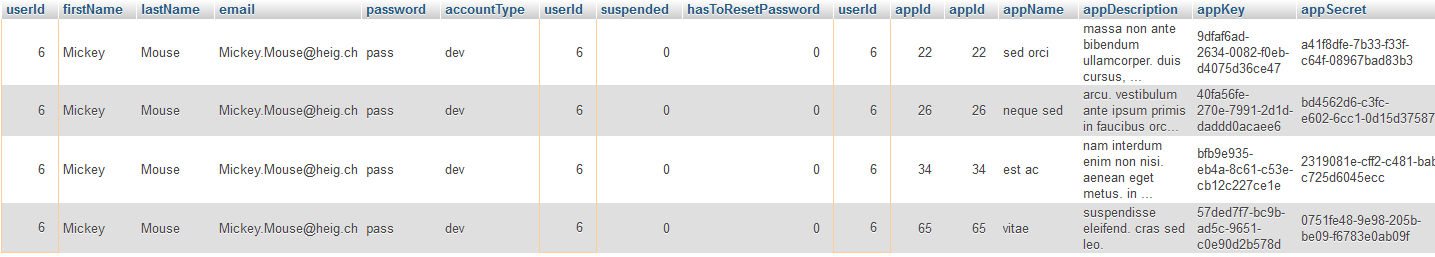 userId firstName lastName email password accountType userId suspended hasToResetPassword userId appId appId appName appDescription appKey appSecret
massa non ante
bibendum
ullamcorper. duis
cursus, ...
9dfaf6ad-
2634-0082-f0eb-
d4075d36ce47
a41f8dfe-7b33-f33f-
c64f-08967bad83b3
6 Mickey Mouse Mickey.Mouse@heig.ch pass dev 6 0 0 6 22 22 sed orci
arcu. vestibulum
ante ipsum primis
in faucibus orc...
40fa56fe-
270e-7991-2d1d-
daddd0acaee6
bd4562d6-c3fc-
e602-6cc1-0d15d37587
6 Mickey Mouse Mickey.Mouse@heig.ch pass dev 6 0 0 6 26 26 neque sed
nam interdum
enim non nisi.
aenean eget
metus. in ...
bfb9e935-
eb4a-8c61-c53e-
cb12c227ce1e
2319081e-cff2-c481-bab
c725d6045ecc
6 Mickey Mouse Mickey.Mouse@heig.ch pass dev 6 0 0 6 34 34 est ac
suspendisse
eleifend. cras sed
leo.
57ded7f7-bc9b-
ad5c-9651-
c0e90d2b578d
0751fe48-9e98-205b-
be09-f6783e0ab09f
6 Mickey Mouse Mickey.Mouse@heig.ch pass dev 6 0 0 6 65 65 vitae